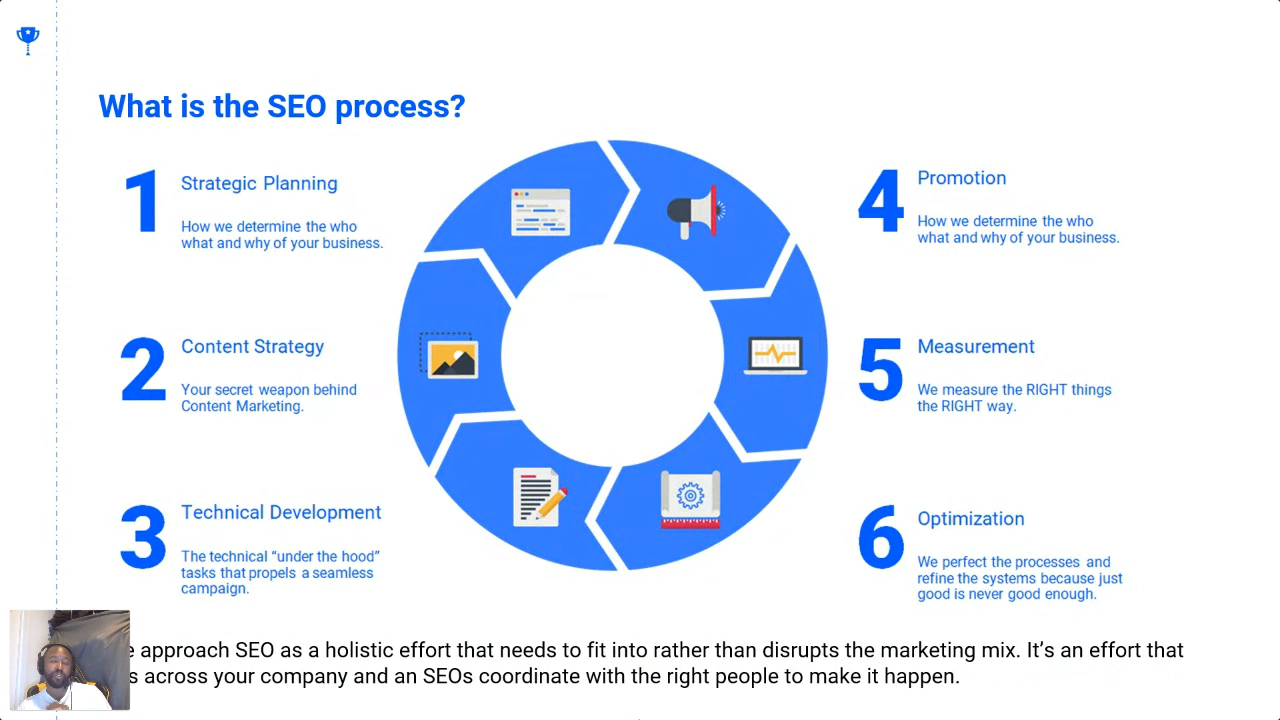 What is the SEO process?
1
Strategic Planning
How we determine the who
what and why of your business.
2
Content Strategy
Your secret weapon behind
Content Marketing.
3
Technical Development
The technical “under the hood”
tasks that propels a seamless
campaign.
4
Promotion
How we determine the who
what and why of your business.
5
Measurement
We measure the RIGHT things
the RIGHT way.
6
Optimization
We perfect the processes and
refine the systems because just
good is never good enough.
approach SEO as a holistic effort that needs to fit into rather than disrupts the marketing mix. It’s an effort that
across your company and an SEOs coordinate with the right people to make it happen.